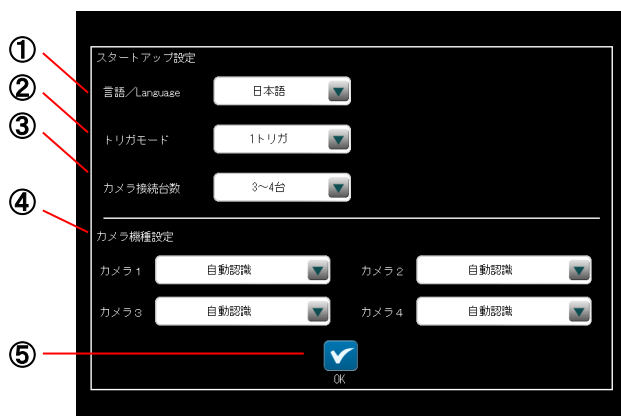 スタートアップ設定
① 言語/Language 日本語
② トリガモード 1トリガ
③ カメラ接続台数 3~4台
④ カメラ機種設定
カメラ1 自動認識 カメラ2 自動認識
カメラ3 自動認識 カメラ4 自動認識
⑤ OK